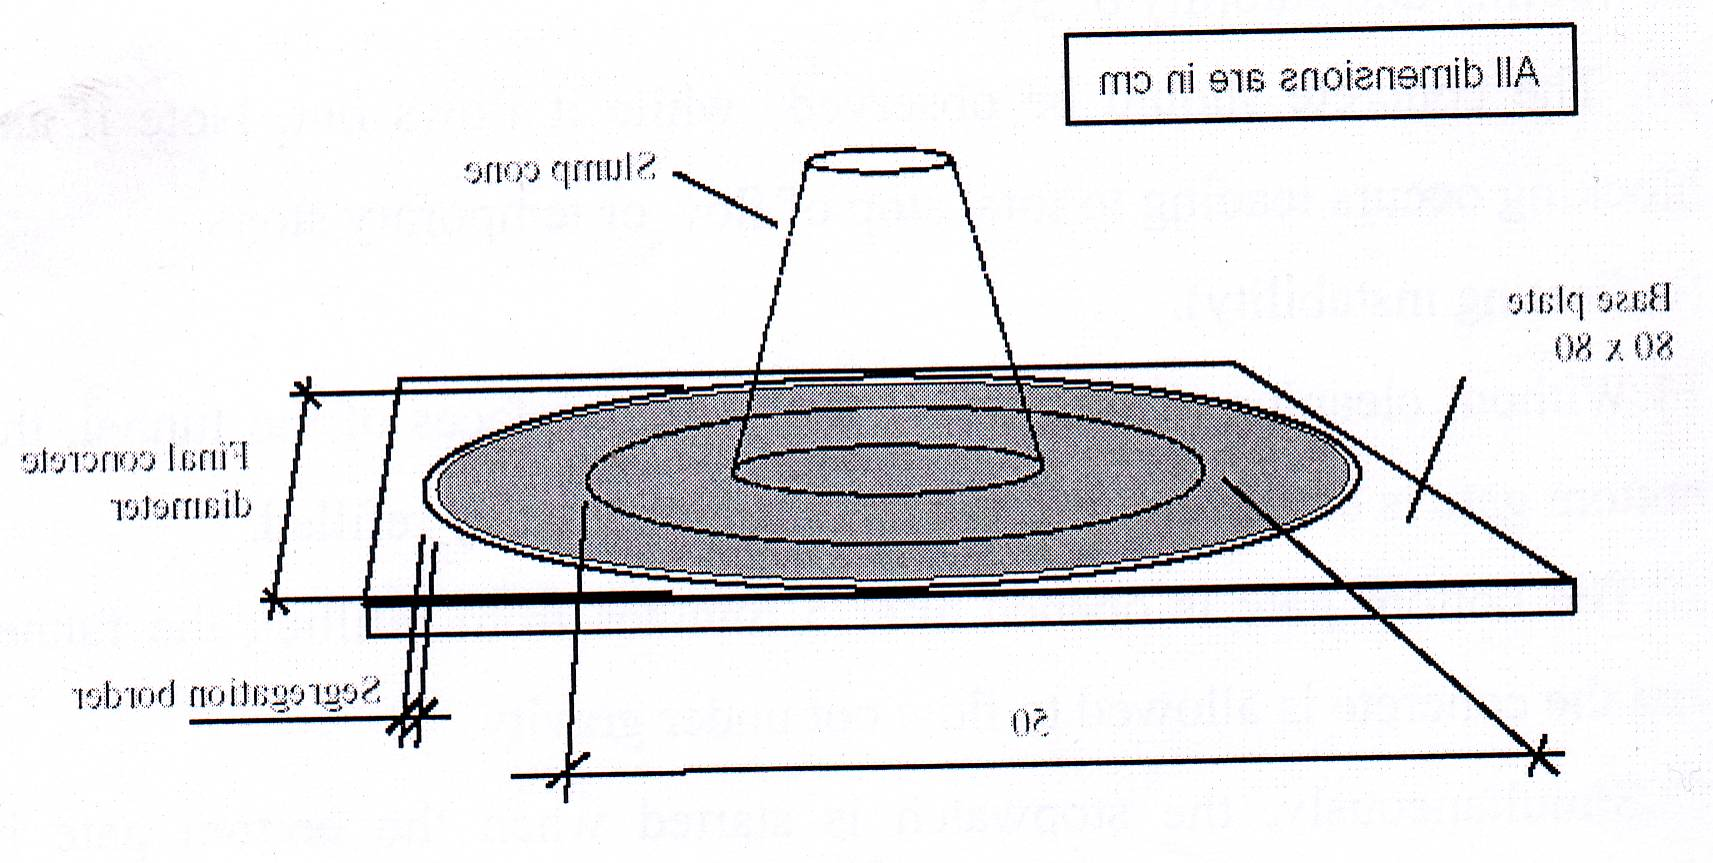 All dimensions are in cm
Slump cone
Base plate
80 x 80
Final concrete
diameter
Segregation border
50